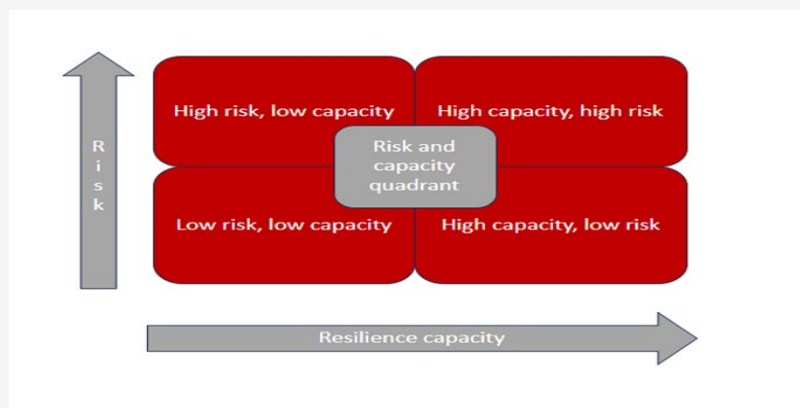 High risk, low capacity
High capacity, high risk
Risk and
capacity
quadrant
R
i
s
k
Low risk, low capacity
High capacity, low risk
Resilience capacity